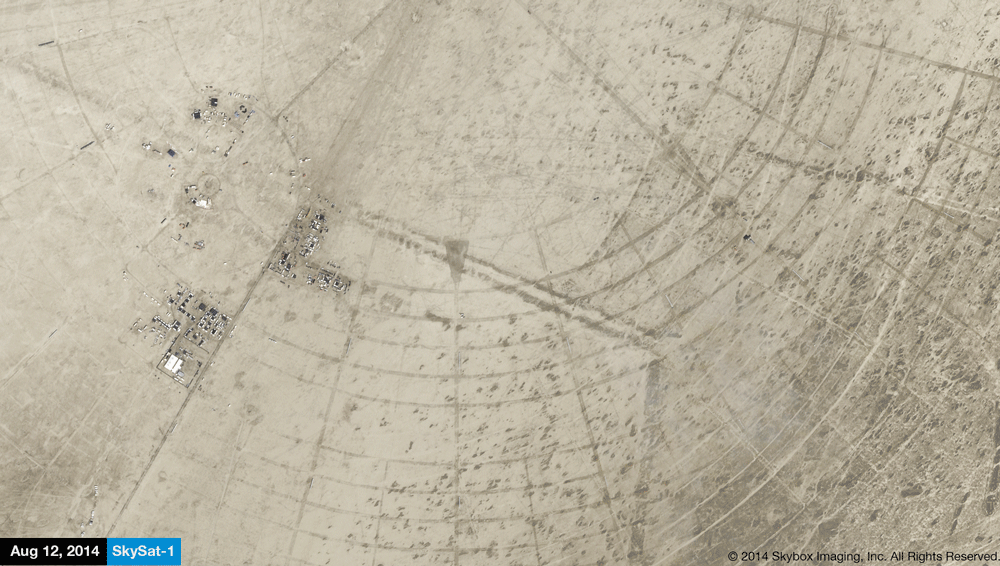 Aug 12, 2014 SkySat-1
© 2014 Skybox Imaging, Inc. All Rights Reserved.